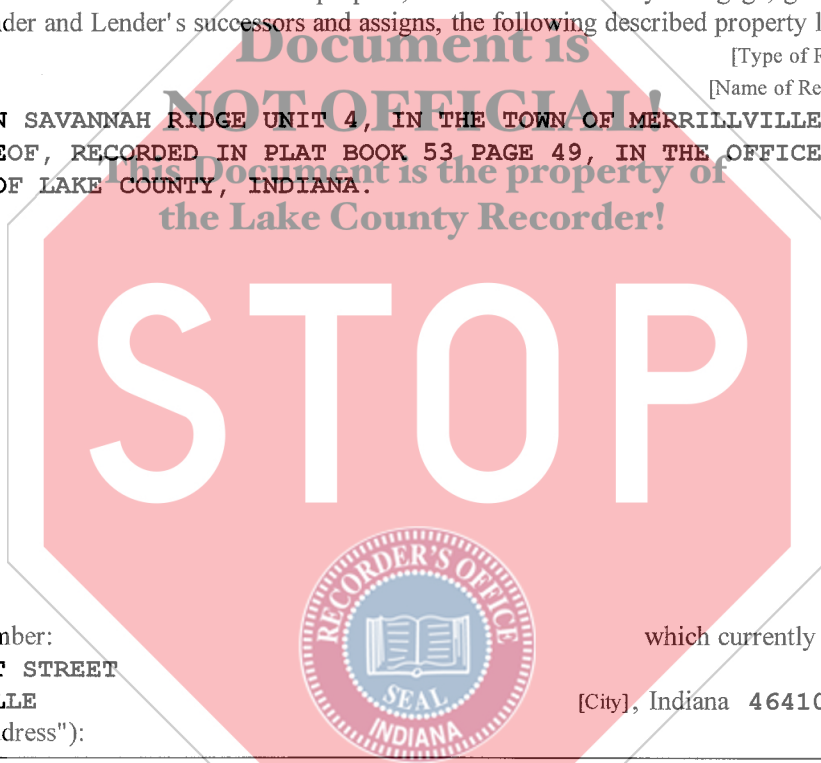 der and Lender's successors and assigns, the following described property l
Document is
[Type of R
[Name of Re
NOT OFFICIAL!
N SAVANNAH RIDGE UNIT 4, IN THE TOWN OF MERRILLVILLE
EOF, RECORDED IN PLAT BOOK 53 PAGE 49, IN THE OFFICE
This Document is the property of
OF LAKE COUNTY, INDIANA.
the Lake County Recorder!
STOP
RECORDER'S OFFICE
SEAL
INDIANA
mber:
which currently
T STREET
LLE
[City], Indiana 46410
dress"):